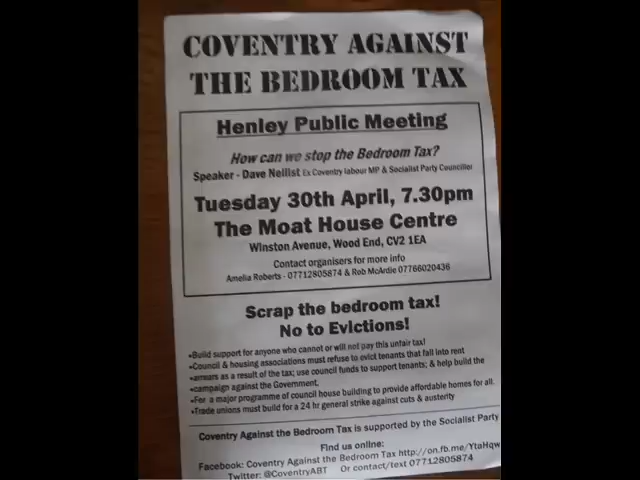 COVENTRY AGAINST
THE BEDROOM TAX
Henley Public Meeting
How can we stop the Bedroom Tax?
Speaker - Dave Nellist Ex Coventry labour MP & Socialist Party Councillor
Tuesday 30th April, 7.30pm
The Moat House Centre
Winston Avenue, Wood End, CV2 1EA
Contact organisers for more info
Amelia Roberts - 07712805874 & Rob McArdle 07766020436
Scrap the bedroom tax!
No to Evictions!
•Build support for anyone who cannot or will not pay this unfair tax!
•Council & housing associations must refuse to evict tenants that fall into rent
•arrears as a result of the tax; use council funds to support tenants; & help build the
•campaign against the Government.
•For a major programme of council house building to provide affordable homes for all.
•Trade unions must build for a 24 hr general strike against cuts & austerity
Coventry Against the Bedroom Tax is supported by the Socialist Party
Find us online:
Facebook: Coventry Against the Bedroom Tax http://on.fb.me/YtaHqw
Twitter: @CoventryABT Or contact/text 07712805874